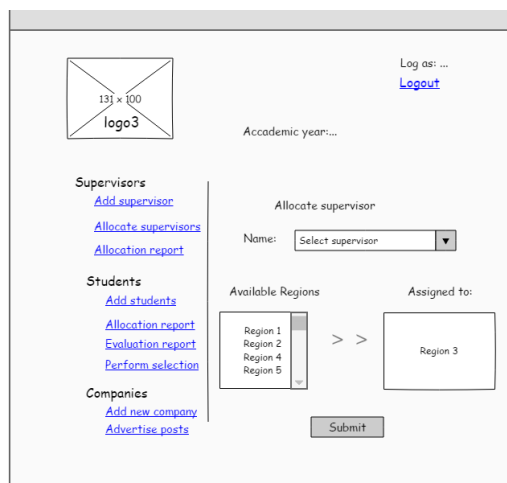 Log as: ...
Logout
131 x 100
logo3
Accademic year:...
Supervisors
Add supervisor
Allocate supervisors
Allocation report
Students
Add students
Allocation report
Evaluation report
Perform selection
Companies
Add new company
Advertise posts
Allocate supervisor
Name: Select supervisor
Available Regions
Assigned to:
Region 1
Region 2
Region 4
Region 5
> >
Region 3
Submit